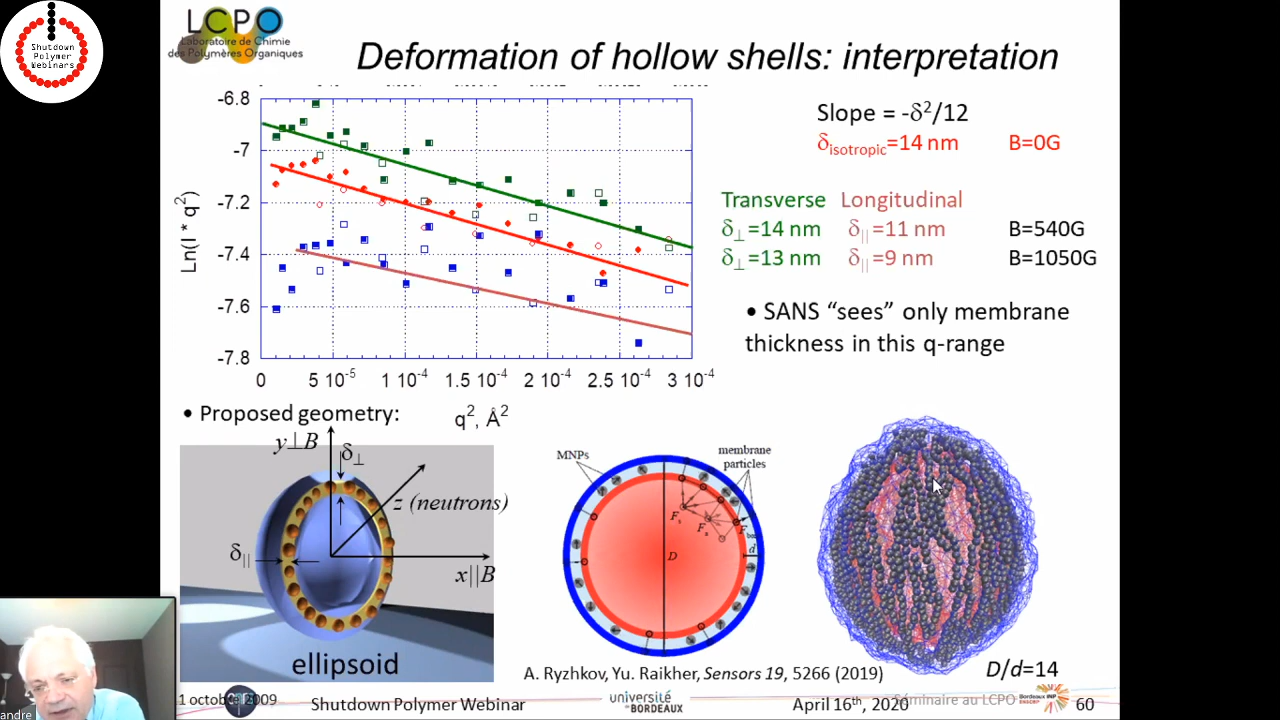 Shutdown
Polymer
Webinars
LCPO
Laboratoire de Chimie
des Polymères Organiques
Deformation of hollow shells: interpretation
-6.8
-7
-7.2
-7.4
-7.6
-7.8
Ln(I * q²)
0
5 10⁻⁵
1 10⁻⁴
1.5 10⁻⁴
2 10⁻⁴
2.5 10⁻⁴
3 10⁻⁴
q², Å²
Slope = -δ²/12
δisotropic=14 nm B=0G
Transverse Longitudinal
δ⊥=14 nm δ||=11 nm B=540G
δ⊥=13 nm δ||=9 nm B=1050G
• SANS “sees” only membrane
thickness in this q-range
• Proposed geometry:
y⊥B
δ⊥
z (neutrons)
δ||
x||B
ellipsoid
MNPs
membrane
particles
D
d
A. Ryzhkov, Yu. Raikher, Sensors 19, 5266 (2019)
D/d=14
1 octobre 2009
Shutdown Polymer Webinar
université
de BORDEAUX
April 16th, 2020
Séminaire au LCPO
Bordeaux INP
60
andre